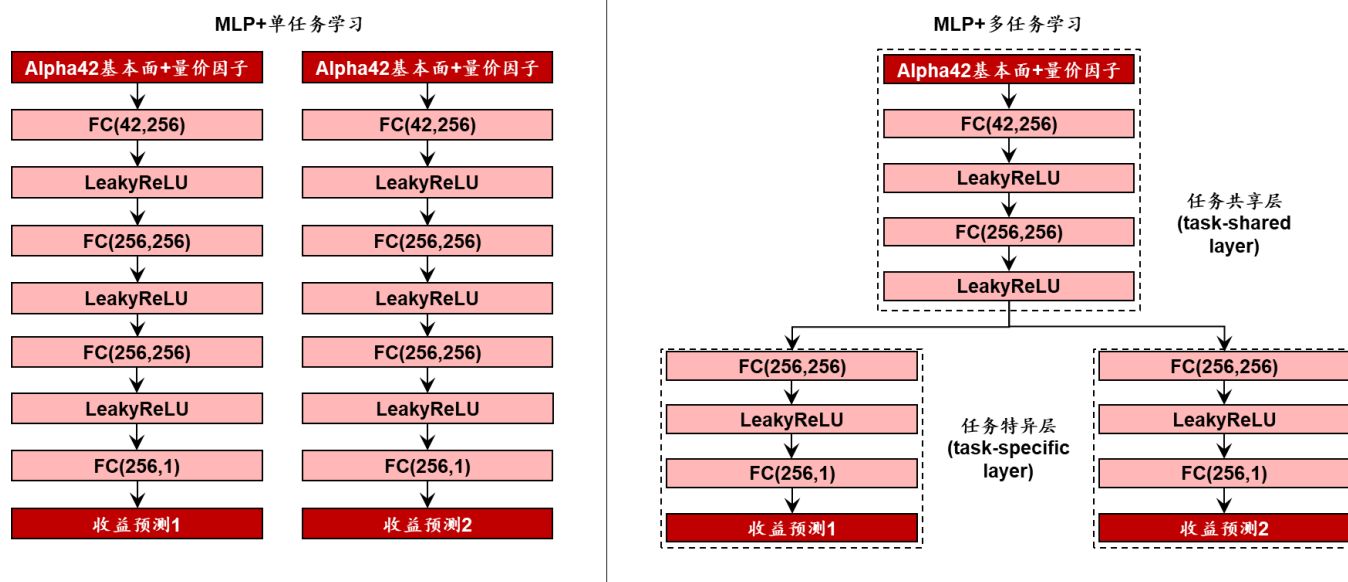 MLP+单任务学习
Alpha42基本面+量价因子
FC(42,256)
LeakyReLU
FC(256,256)
LeakyReLU
FC(256,256)
LeakyReLU
FC(256,1)
收益预测1
Alpha42基本面+量价因子
FC(42,256)
LeakyReLU
FC(256,256)
LeakyReLU
FC(256,256)
LeakyReLU
FC(256,1)
收益预测2
MLP+多任务学习
Alpha42基本面+量价因子
FC(42,256)
LeakyReLU
FC(256,256)
LeakyReLU
任务共享层
(task-shared
layer)
FC(256,256)
LeakyReLU
FC(256,1)
收益预测1
任务特异层
(task-specific
layer)
FC(256,256)
LeakyReLU
FC(256,1)
收益预测2